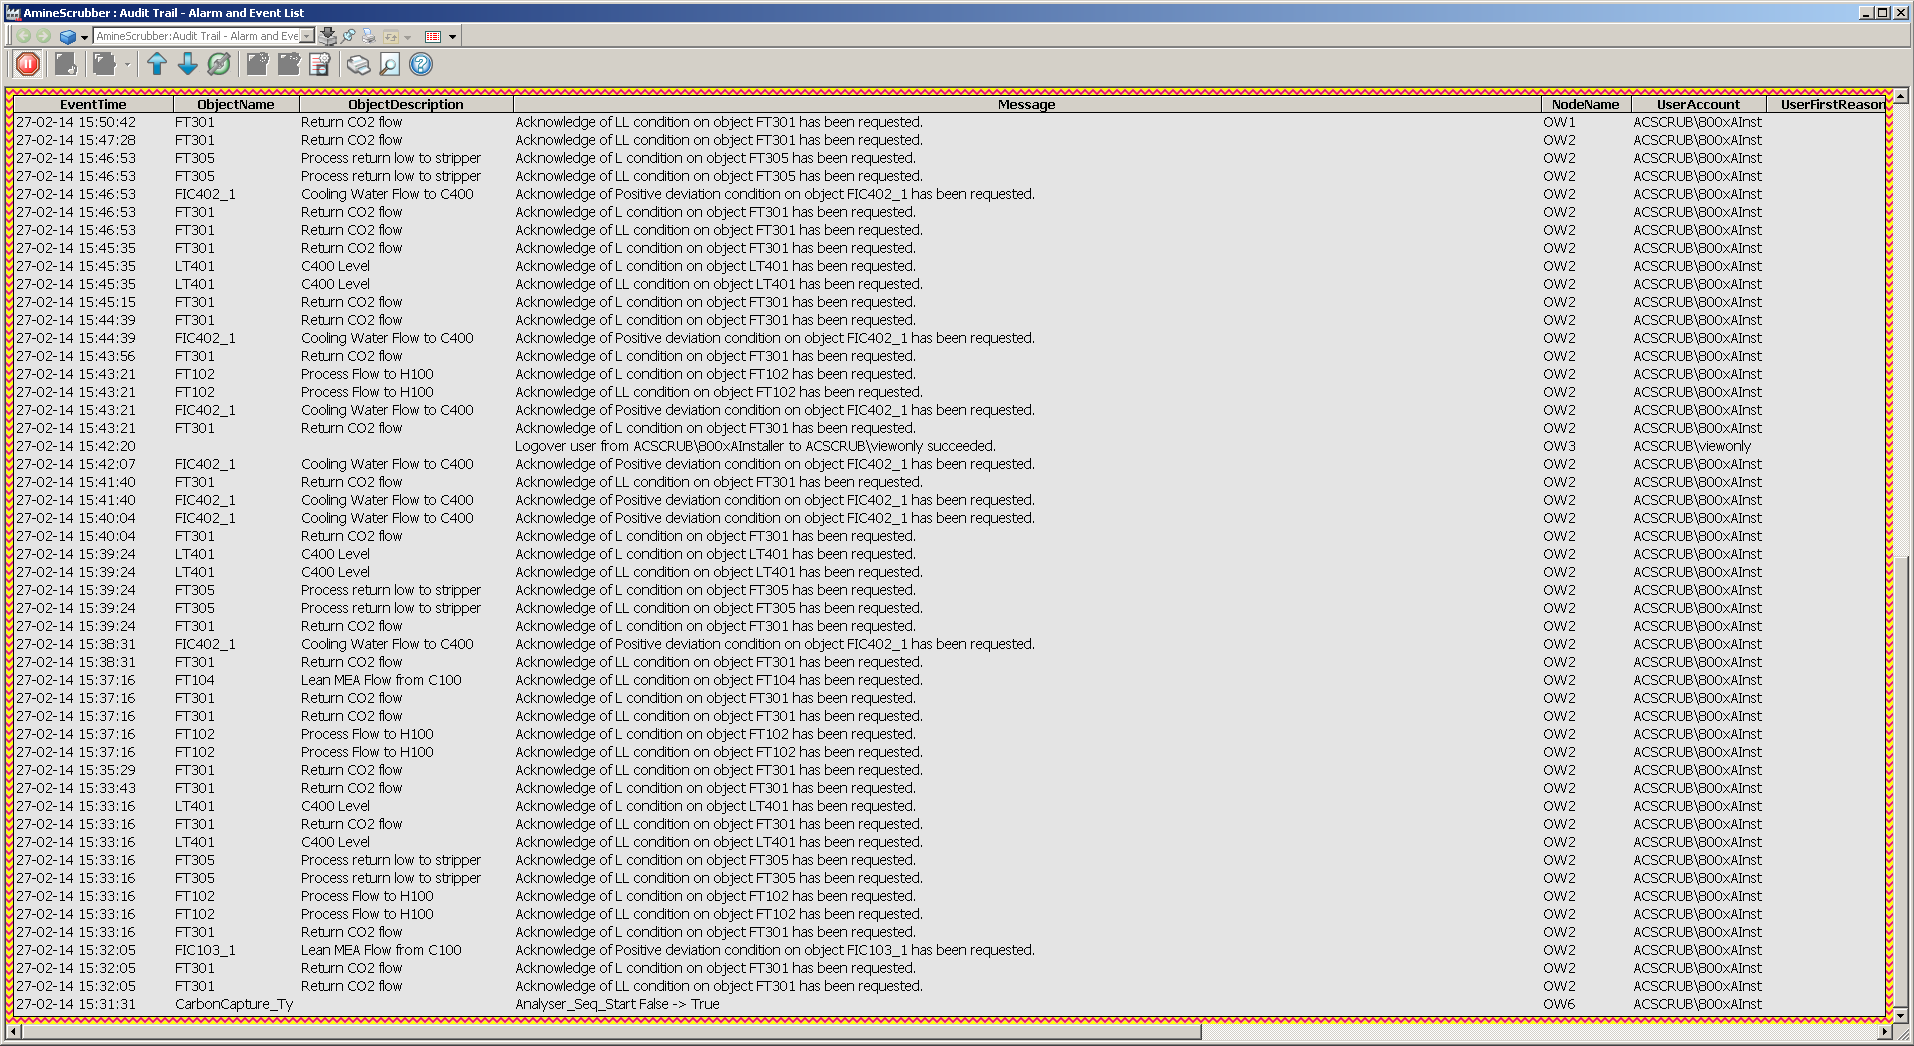 AmineScrubber : Audit Trail - Alarm and Event List
AmineScrubber:Audit Trail - Alarm and Eve
EventTime ObjectName ObjectDescription Message NodeName UserAccount UserFirstReason
27-02-14 15:50:42 FT301 Return CO2 flow Acknowledge of LL condition on object FT301 has been requested. OW1 ACSCRUB\800xAInst
27-02-14 15:47:28 FT301 Return CO2 flow Acknowledge of LL condition on object FT301 has been requested. OW2 ACSCRUB\800xAInst
27-02-14 15:46:53 FT305 Process return low to stripper Acknowledge of L condition on object FT305 has been requested. OW2 ACSCRUB\800xAInst
27-02-14 15:46:53 FT305 Process return low to stripper Acknowledge of LL condition on object FT305 has been requested. OW2 ACSCRUB\800xAInst
27-02-14 15:46:53 FIC402_1 Cooling Water Flow to C400 Acknowledge of Positive deviation condition on object FIC402_1 has been requested. OW2 ACSCRUB\800xAInst
27-02-14 15:46:53 FT301 Return CO2 flow Acknowledge of L condition on object FT301 has been requested. OW2 ACSCRUB\800xAInst
27-02-14 15:46:53 FT301 Return CO2 flow Acknowledge of LL condition on object FT301 has been requested. OW2 ACSCRUB\800xAInst
27-02-14 15:45:35 FT301 Return CO2 flow Acknowledge of L condition on object FT301 has been requested. OW2 ACSCRUB\800xAInst
27-02-14 15:45:35 LT401 C400 Level Acknowledge of L condition on object LT401 has been requested. OW2 ACSCRUB\800xAInst
27-02-14 15:45:35 LT401 C400 Level Acknowledge of LL condition on object LT401 has been requested. OW2 ACSCRUB\800xAInst
27-02-14 15:45:15 FT301 Return CO2 flow Acknowledge of L condition on object FT301 has been requested. OW2 ACSCRUB\800xAInst
27-02-14 15:44:39 FT301 Return CO2 flow Acknowledge of L condition on object FT301 has been requested. OW2 ACSCRUB\800xAInst
27-02-14 15:44:39 FIC402_1 Cooling Water Flow to C400 Acknowledge of Positive deviation condition on object FIC402_1 has been requested. OW2 ACSCRUB\800xAInst
27-02-14 15:43:56 FT301 Return CO2 flow Acknowledge of L condition on object FT301 has been requested. OW2 ACSCRUB\800xAInst
27-02-14 15:43:21 FT102 Process Flow to H100 Acknowledge of L condition on object FT102 has been requested. OW2 ACSCRUB\800xAInst
27-02-14 15:43:21 FT102 Process Flow to H100 Acknowledge of LL condition on object FT102 has been requested. OW2 ACSCRUB\800xAInst
27-02-14 15:43:21 FIC402_1 Cooling Water Flow to C400 Acknowledge of Positive deviation condition on object FIC402_1 has been requested. OW2 ACSCRUB\800xAInst
27-02-14 15:43:21 FT301 Return CO2 flow Acknowledge of LL condition on object FT301 has been requested. OW2 ACSCRUB\800xAInst
27-02-14 15:42:20 Logover user from ACSCRUB\800xAInstaller to ACSCRUB\viewonly succeeded. OW3 ACSCRUB\viewonly
27-02-14 15:42:07 FIC402_1 Cooling Water Flow to C400 Acknowledge of Positive deviation condition on object FIC402_1 has been requested. OW2 ACSCRUB\800xAInst
27-02-14 15:41:40 FT301 Return CO2 flow Acknowledge of LL condition on object FT301 has been requested. OW2 ACSCRUB\800xAInst
27-02-14 15:41:40 FIC402_1 Cooling Water Flow to C400 Acknowledge of Positive deviation condition on object FIC402_1 has been requested. OW2 ACSCRUB\800xAInst
27-02-14 15:40:04 FIC402_1 Cooling Water Flow to C400 Acknowledge of Positive deviation condition on object FIC402_1 has been requested. OW2 ACSCRUB\800xAInst
27-02-14 15:40:04 FT301 Return CO2 flow Acknowledge of LL condition on object FT301 has been requested. OW2 ACSCRUB\800xAInst
27-02-14 15:39:24 LT401 C400 Level Acknowledge of L condition on object LT401 has been requested. OW2 ACSCRUB\800xAInst
27-02-14 15:39:24 LT401 C400 Level Acknowledge of LL condition on object LT401 has been requested. OW2 ACSCRUB\800xAInst
27-02-14 15:39:24 FT305 Process return low to stripper Acknowledge of L condition on object FT305 has been requested. OW2 ACSCRUB\800xAInst
27-02-14 15:39:24 FT305 Process return low to stripper Acknowledge of LL condition on object FT305 has been requested. OW2 ACSCRUB\800xAInst
27-02-14 15:39:24 FT301 Return CO2 flow Acknowledge of LL condition on object FT301 has been requested. OW2 ACSCRUB\800xAInst
27-02-14 15:38:31 FIC402_1 Cooling Water Flow to C400 Acknowledge of Positive deviation condition on object FIC402_1 has been requested. OW2 ACSCRUB\800xAInst
27-02-14 15:38:31 FT301 Return CO2 flow Acknowledge of LL condition on object FT301 has been requested. OW2 ACSCRUB\800xAInst
27-02-14 15:37:16 FT104 Lean MEA Flow from C100 Acknowledge of LL condition on object FT104 has been requested. OW2 ACSCRUB\800xAInst
27-02-14 15:37:16 FT301 Return CO2 flow Acknowledge of L condition on object FT301 has been requested. OW2 ACSCRUB\800xAInst
27-02-14 15:37:16 FT301 Return CO2 flow Acknowledge of LL condition on object FT301 has been requested. OW2 ACSCRUB\800xAInst
27-02-14 15:37:16 FT102 Process Flow to H100 Acknowledge of L condition on object FT102 has been requested. OW2 ACSCRUB\800xAInst
27-02-14 15:37:16 FT102 Process Flow to H100 Acknowledge of LL condition on object FT102 has been requested. OW2 ACSCRUB\800xAInst
27-02-14 15:35:29 FT301 Return CO2 flow Acknowledge of LL condition on object FT301 has been requested. OW2 ACSCRUB\800xAInst
27-02-14 15:33:43 FT301 Return CO2 flow Acknowledge of L condition on object FT301 has been requested. OW2 ACSCRUB\800xAInst
27-02-14 15:33:16 LT401 C400 Level Acknowledge of L condition on object LT401 has been requested. OW2 ACSCRUB\800xAInst
27-02-14 15:33:16 FT301 Return CO2 flow Acknowledge of LL condition on object FT301 has been requested. OW2 ACSCRUB\800xAInst
27-02-14 15:33:16 LT401 C400 Level Acknowledge of LL condition on object LT401 has been requested. OW2 ACSCRUB\800xAInst
27-02-14 15:33:16 FT305 Process return low to stripper Acknowledge of L condition on object FT305 has been requested. OW2 ACSCRUB\800xAInst
27-02-14 15:33:16 FT305 Process return low to stripper Acknowledge of LL condition on object FT305 has been requested. OW2 ACSCRUB\800xAInst
27-02-14 15:33:16 FT102 Process Flow to H100 Acknowledge of L condition on object FT102 has been requested. OW2 ACSCRUB\800xAInst
27-02-14 15:33:16 FT102 Process Flow to H100 Acknowledge of LL condition on object FT102 has been requested. OW2 ACSCRUB\800xAInst
27-02-14 15:33:16 FT301 Return CO2 flow Acknowledge of L condition on object FT301 has been requested. OW2 ACSCRUB\800xAInst
27-02-14 15:32:05 FIC103_1 Lean MEA Flow from C100 Acknowledge of Positive deviation condition on object FIC103_1 has been requested. OW2 ACSCRUB\800xAInst
27-02-14 15:32:05 FT301 Return CO2 flow Acknowledge of L condition on object FT301 has been requested. OW2 ACSCRUB\800xAInst
27-02-14 15:32:05 FT301 Return CO2 flow Acknowledge of LL condition on object FT301 has been requested. OW2 ACSCRUB\800xAInst
27-02-14 15:31:31 CarbonCapture_Ty Analyser_Seq_Start False -> True OW6 ACSCRUB\800xAInst